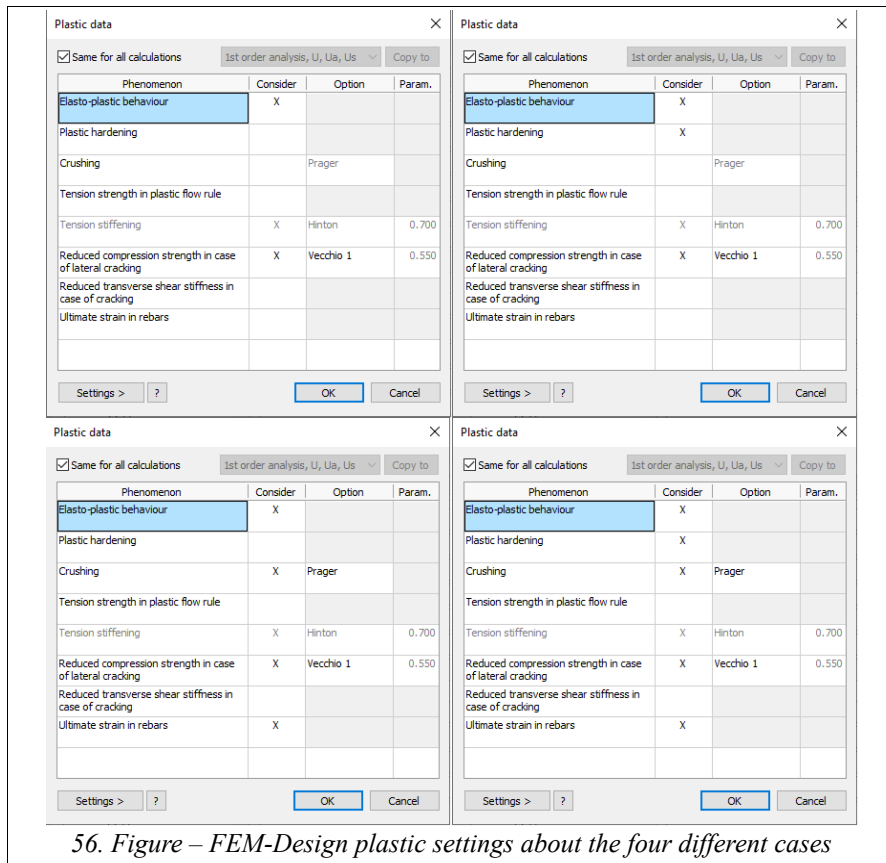 Plastic data ×
Same for all calculations 1st order analysis, U, Ua, Us Copy to
Phenomenon Consider Option Param.
Elasto-plastic behaviour X
Plastic hardening
Crushing Prager
Tension strength in plastic flow rule
Tension stiffening X Hinton 0.700
Reduced compression strength in case X Vecchio 1 0.550
of lateral cracking
Reduced transverse shear stiffness in
case of cracking
Ultimate strain in rebars
Settings > ? OK Cancel
Plastic data ×
Same for all calculations 1st order analysis, U, Ua, Us Copy to
Phenomenon Consider Option Param.
Elasto-plastic behaviour X
Plastic hardening X
Crushing Prager
Tension strength in plastic flow rule
Tension stiffening X Hinton 0.700
Reduced compression strength in case X Vecchio 1 0.550
of lateral cracking
Reduced transverse shear stiffness in
case of cracking
Ultimate strain in rebars
Settings > ? OK Cancel
Plastic data ×
Same for all calculations 1st order analysis, U, Ua, Us Copy to
Phenomenon Consider Option Param.
Elasto-plastic behaviour X
Plastic hardening
Crushing X Prager
Tension strength in plastic flow rule
Tension stiffening X Hinton 0.700
Reduced compression strength in case X Vecchio 1 0.550
of lateral cracking
Reduced transverse shear stiffness in
case of cracking
Ultimate strain in rebars X
Settings > ? OK Cancel
Plastic data ×
Same for all calculations 1st order analysis, U, Ua, Us Copy to
Phenomenon Consider Option Param.
Elasto-plastic behaviour X
Plastic hardening X
Crushing X Prager
Tension strength in plastic flow rule
Tension stiffening X Hinton 0.700
Reduced compression strength in case X Vecchio 1 0.550
of lateral cracking
Reduced transverse shear stiffness in
case of cracking
Ultimate strain in rebars X
Settings > ? OK Cancel
56. Figure – FEM-Design plastic settings about the four different cases